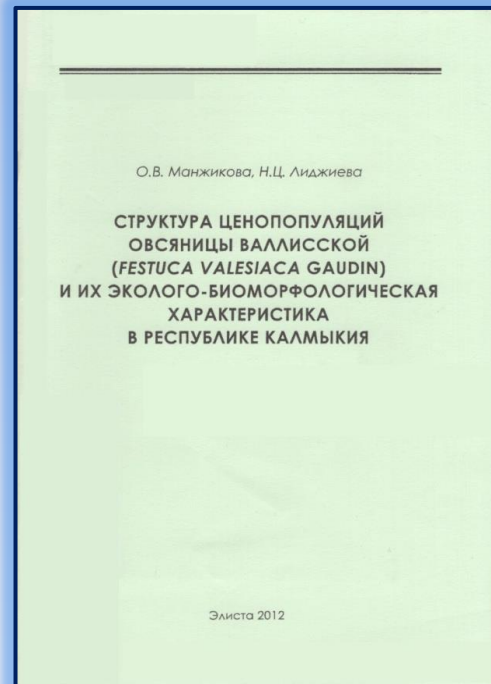 О.В. Манжикова, Н.Ц. Лиджиева
СТРУКТУРА ЦЕНОПОПУЛЯЦИЙ
ОВСЯНИЦЫ ВАЛЛИССКОЙ
(FESTUCA VALESIACA GAUDIN)
И ИХ ЭКОЛОГО-БИОМОРФОЛОГИЧЕСКАЯ
ХАРАКТЕРИСТИКА
В РЕСПУБЛИКЕ КАЛМЫКИЯ
Элиста 2012